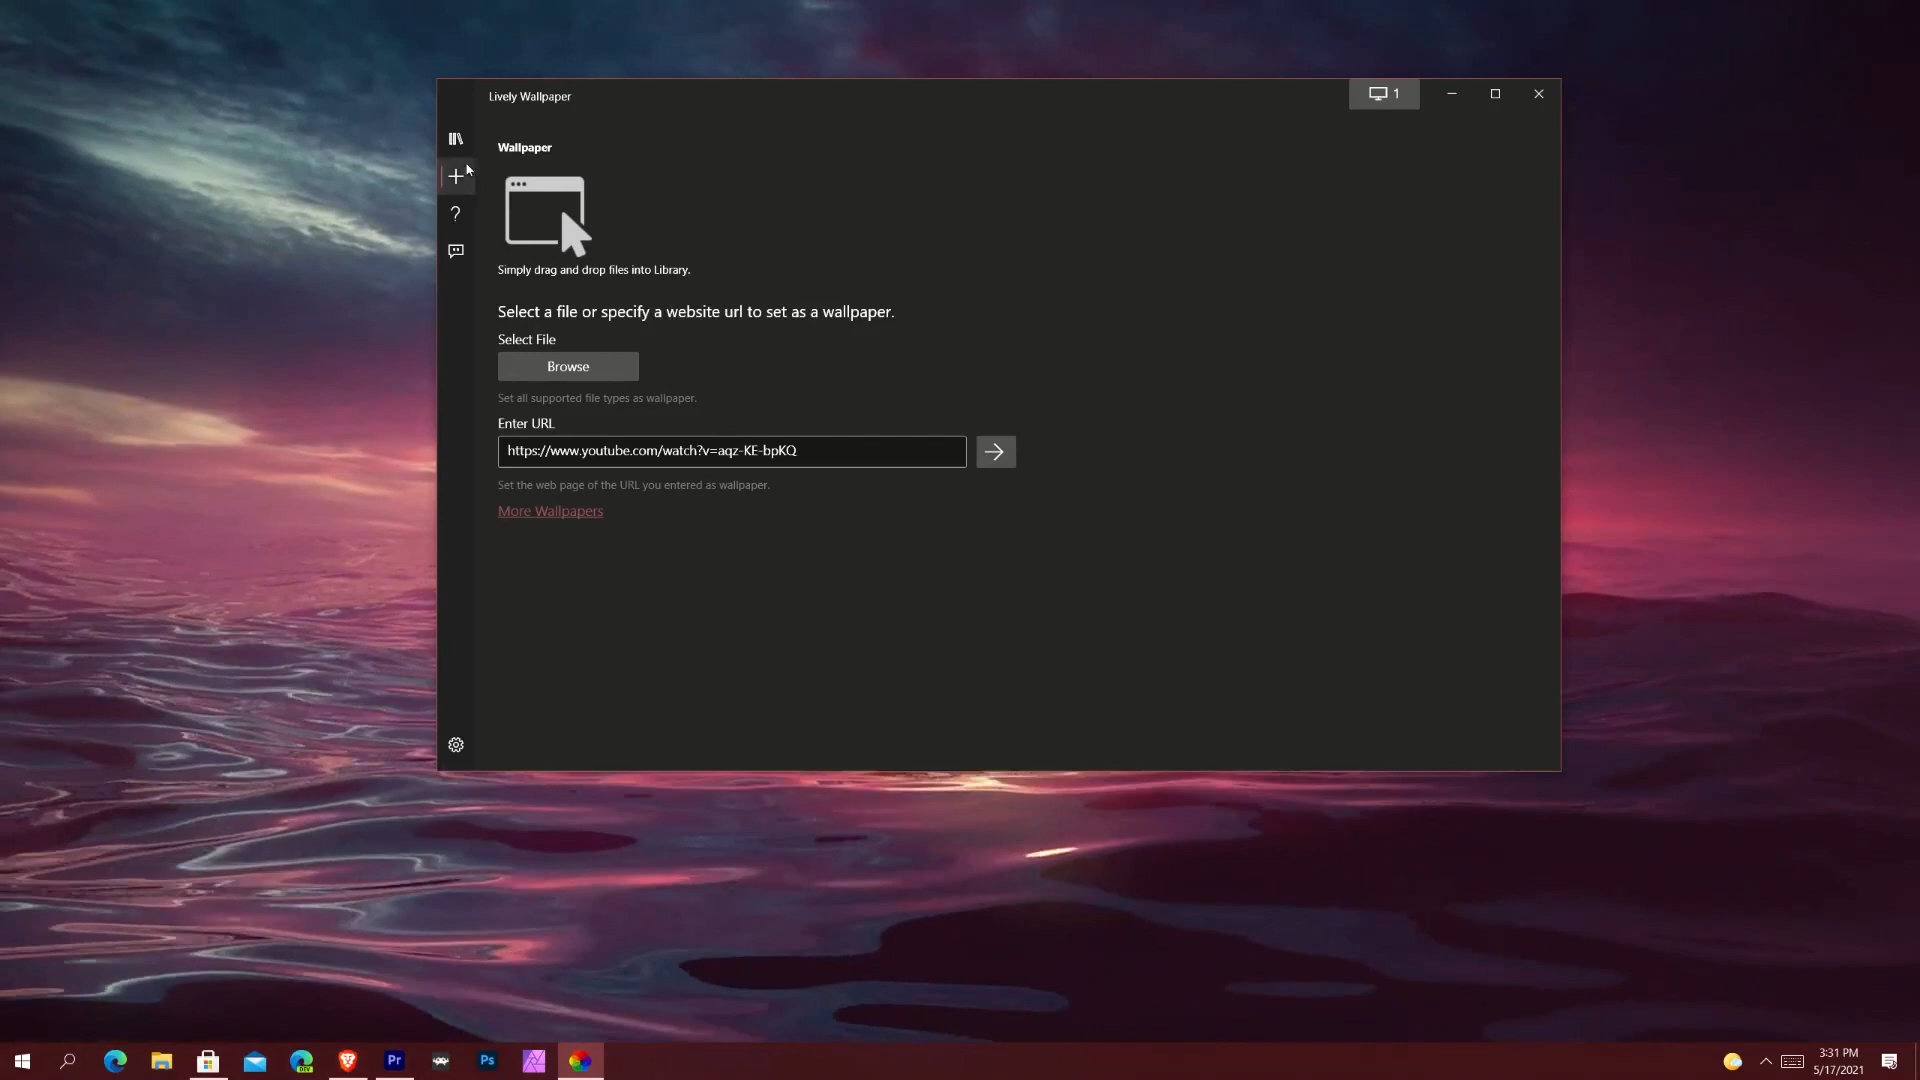 Lively Wallpaper
1
Wallpaper
Simply drag and drop files into Library.
Select a file or specify a website url to set as a wallpaper.
Select File
Browse
Set all supported file types as wallpaper.
Enter URL
https://www.youtube.com/watch?v=aqz-KE-bpKQ
Set the web page of the URL you entered as wallpaper.
More Wallpapers
DEV
Pr
Ps
3:31 PM
5/17/2021